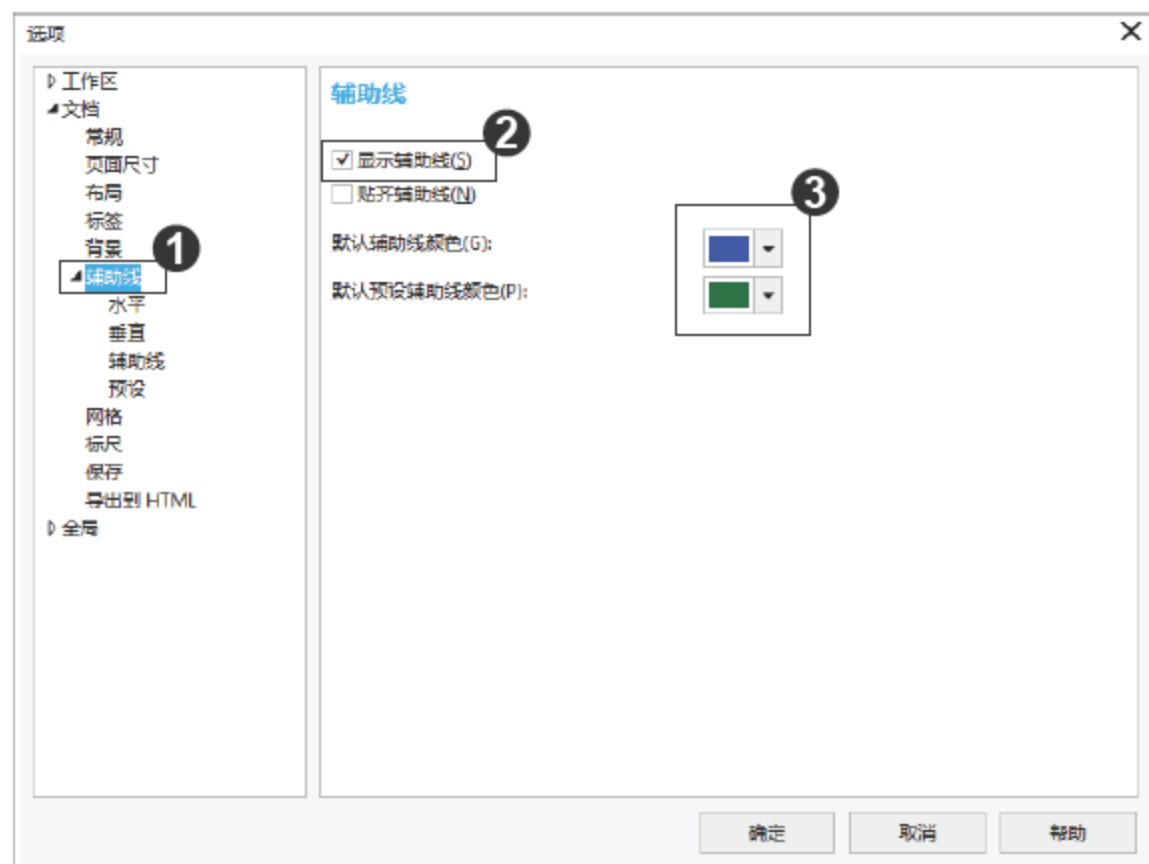 选项
工作区
文档
常规
页面尺寸
布局
标签
背景
辅助线
水平
垂直
辅助线
预设
网格
标尺
保存
导出到 HTML
全局
1
辅助线
2
显示辅助线(S)
贴齐辅助线(N)
3
默认辅助线颜色(G):
默认预设辅助线颜色(P):
确定
取消
帮助